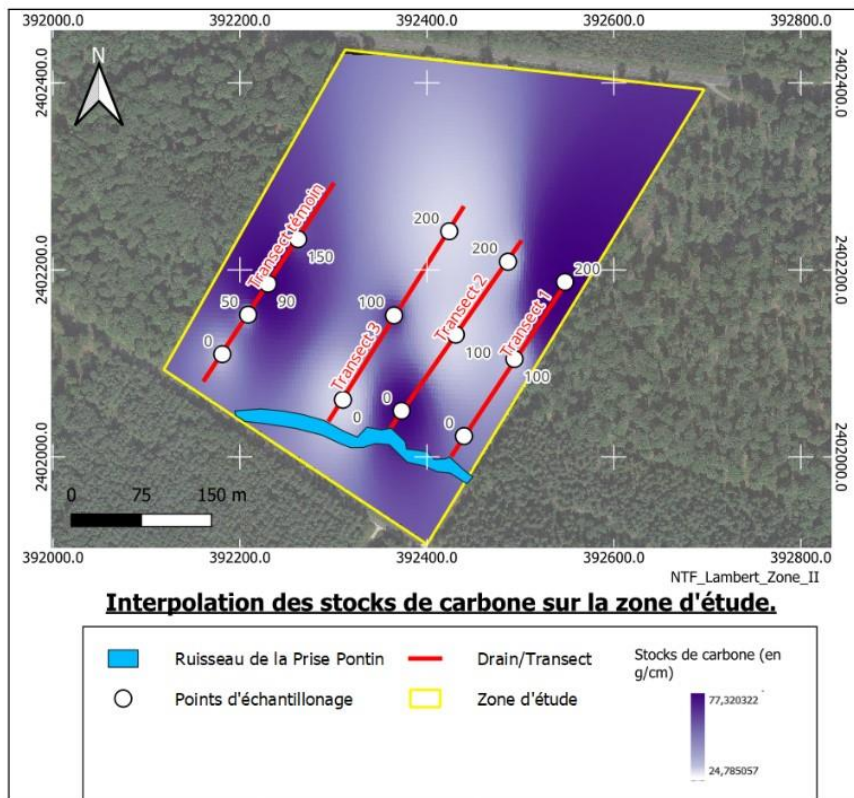 392000.0 392200.0 392400.0 392600.0 392800.0
2402400.0 2402400.0
N
Transect témoin
200
150
200
2402200.0 2402200.0
200
50 90
100
Transect 2
Transect 1
0
Transect 3
100
100
0
0
0
2402000.0 2402000.0
0 75 150 m
392000.0 392200.0 392400.0 392600.0 392800.0
NTF_Lambert_Zone_II
Interpolation des stocks de carbone sur la zone d'étude.
Ruisseau de la Prise Pontin
Drain/Transect
Points d'échantillonage
Zone d'étude
Stocks de carbone (en
g/cm)
77,320322
24,785057